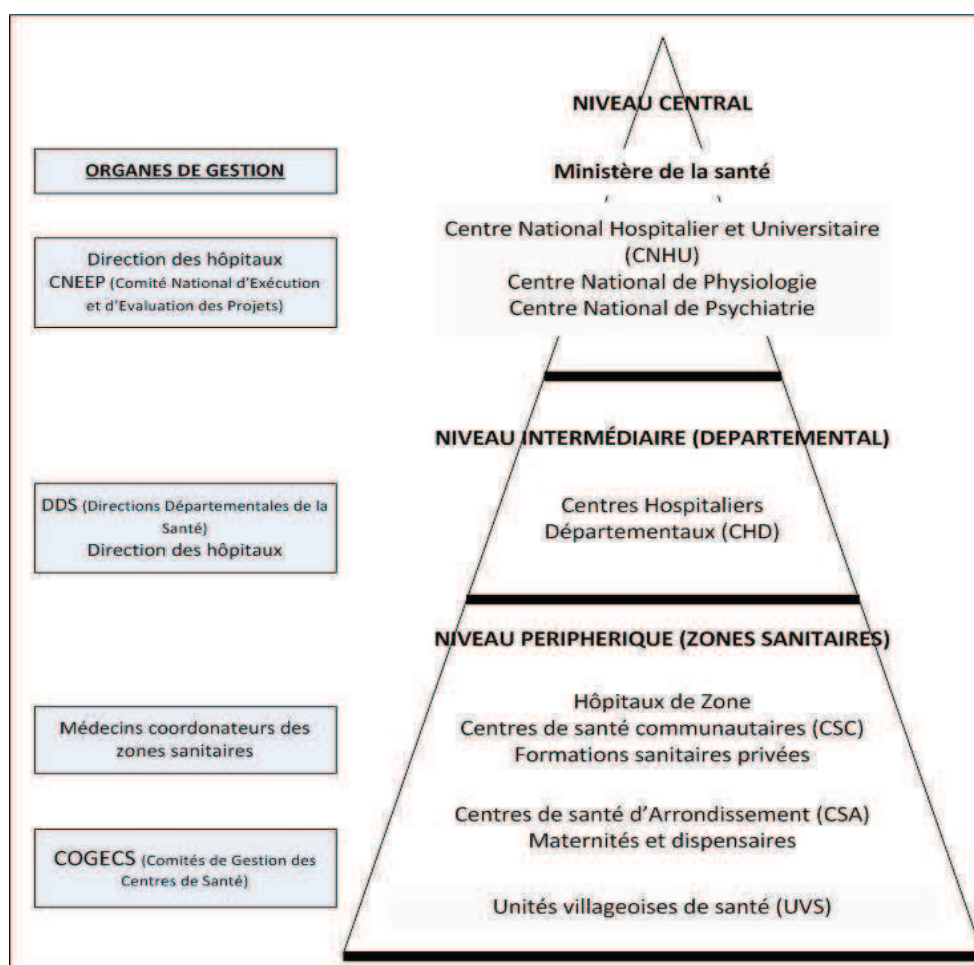 NIVEAU CENTRAL
ORGANES DE GESTION
Ministère de la santé
Direction des hôpitaux
CNEEP (Comité National d'Exécution
et d'Evaluation des Projets)
Centre National Hospitalier et Universitaire
(CNHU)
Centre National de Physiologie
Centre National de Psychiatrie
NIVEAU INTERMÉDIAIRE (DEPARTEMENTAL)
DDS (Directions Départementales de la
Santé)
Direction des hôpitaux
Centres Hospitaliers
Départementaux (CHD)
NIVEAU PERIPHERIQUE (ZONES SANITAIRES)
Médecins coordonateurs des
zones sanitaires
Hôpitaux de Zone
Centres de santé communautaires (CSC)
Formations sanitaires privées
Centres de santé d'Arrondissement (CSA)
Maternités et dispensaires
COGECS (Comités de Gestion des
Centres de Santé)
Unités villageoises de santé (UVS)